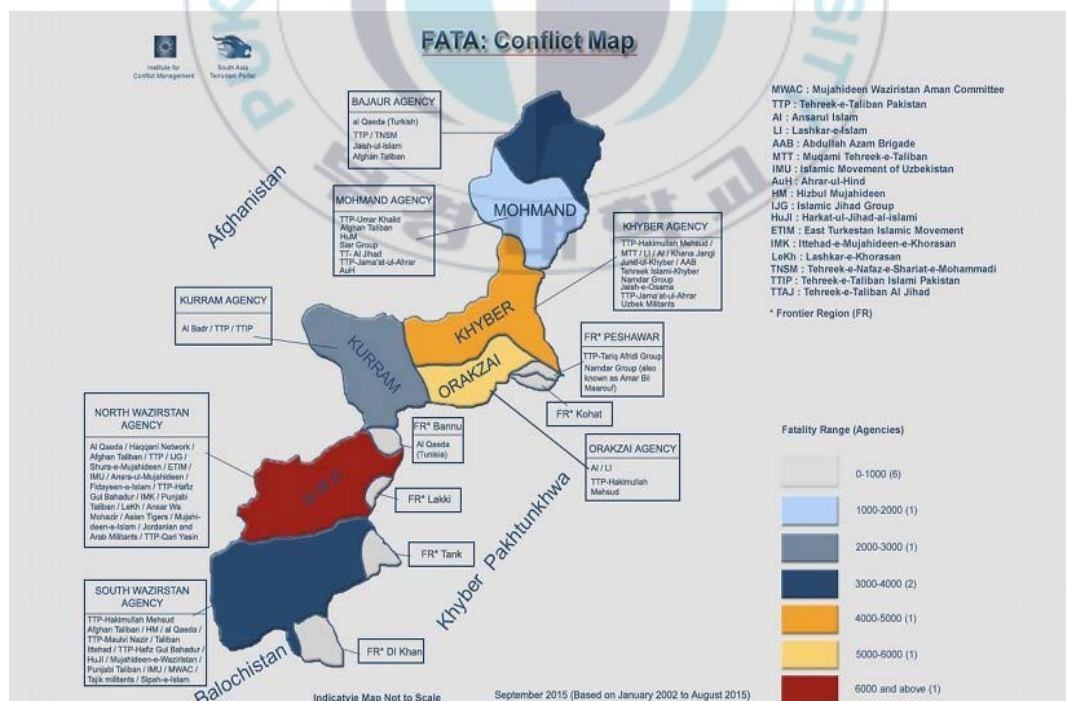 FATA: Conflict Map
Institute for
Conflict Management
South Asia
Terrorism Portal
BAJAUR AGENCY
al Qaeda (Turkish)
TTP / TNSM
Jaish-ul-Islam
Afghan Taliban
Afghanistan
MOHMAND AGENCY
TTP-Umar Khalid
Afghan Taliban
HuM
Siar Group
TT- Al Jihad
TTP-Jama'at-ul-Ahrar
AuH
MOHMAND
KHYBER AGENCY
TTP-Hakimullah Mehsud /
MTT / LI / AI / Khana Jangi
Jund-ul-Khyber / AAB
Tehreek Islami-Khyber
Namdar Group
Jaish-e-Osama
TTP-Jama'at-ul-Ahrar
Uzbek Militants
MWAC : Mujahideen Waziristan Aman Committee
TTP : Tehreek-e-Taliban Pakistan
AI : Ansarul Islam
LI : Lashkar-e-Islam
AAB : Abdullah Azam Brigade
MTT : Muqami Tehreek-e-Taliban
IMU : Islamic Movement of Uzbekistan
AuH : Ahrar-ul-Hind
HM : Hizbul Mujahideen
IJG : Islamic Jihad Group
HuJI : Harkat-ul-Jihad-al-islami
ETIM : East Turkestan Islamic Movement
IMK : Ittehad-e-Mujahideen-e-Khorasan
LeKh : Lashkar-e-Khorasan
TNSM : Tehreek-e-Nafaz-e-Shariat-e-Mohammadi
TTIP : Tehreek-e-Taliban Islami Pakistan
TTAJ : Tehreek-e-Taliban Al Jihad
* Frontier Region (FR)
KURRAM AGENCY
Al Badr / TTP / TTIP
KURRAM
KHYBER
ORAKZAI
FR* PESHAWAR
TTP-Tariq Afridi Group
Namdar Group (also
known as Amar Bil
Maarouf)
FR* Kohat
NORTH WAZIRSTAN
AGENCY
Al Qaeda / Haqqani Network /
Afghan Taliban / TTP / IJG /
Shura-e-Mujahideen / ETIM /
IMU / Ansra-ul-Mujahideen /
Fidayeen-e-Islam / TTP-Hafiz
Gul Bahadur / IMK / Punjabi
Taliban / LeKh / Ansar Wa
Mohazir / Asian Tigers / Mujahi-
deen-e-Islam / Jordanian and
Arab Militants / TTP-Qari Yasin
FR* Bannu
Al Qaeda
(Tunisia)
ORAKZAI AGENCY
AI / LI
TTP-Hakimullah
Mehsud
FR* Lakki
FR* Tank
Khyber Pakhtunkhwa
SOUTH WAZIRSTAN
AGENCY
TTP-Hakimullah Mehsud
Afghan Taliban / HM / al Qaeda /
TTP-Maulvi Nazir / Taliban
Ittehad / TTP-Hafiz Gul Bahadur /
HuJI / Mujahideen-e-Waziristan /
Punjabi Taliban / IMU / MWAC /
Tajik militants / Sipah-e-Islam
FR* DI Khan
Balochistan
Fatality Range (Agencies)
0-1000 (6)
1000-2000 (1)
2000-3000 (1)
3000-4000 (2)
4000-5000 (1)
5000-6000 (1)
6000 and above (1)
Indicatvie Map Not to Scale
September 2015 (Based on January 2002 to August 2015)